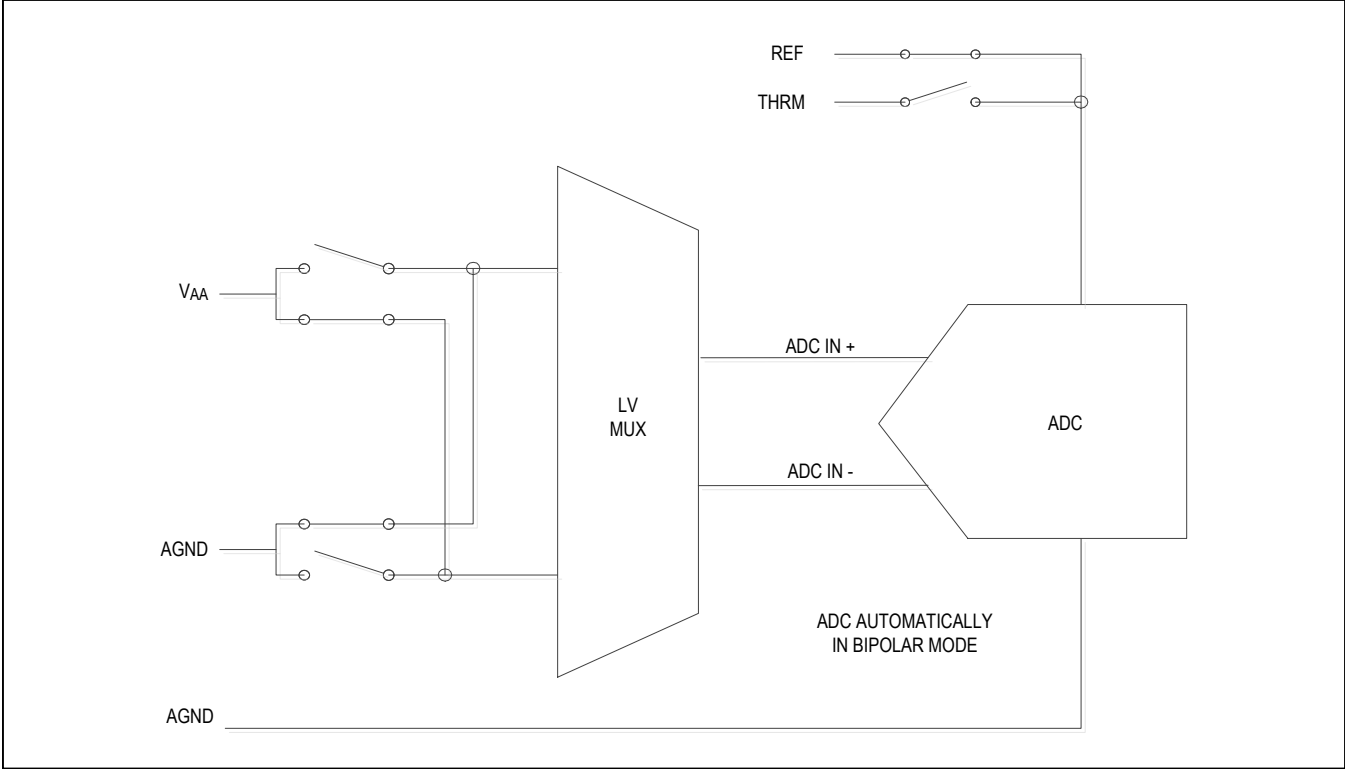 REF
THRM
VAA
ADC IN +
LV
MUX
ADC
ADC IN -
AGND
ADC AUTOMATICALLY
IN BIPOLAR MODE
AGND